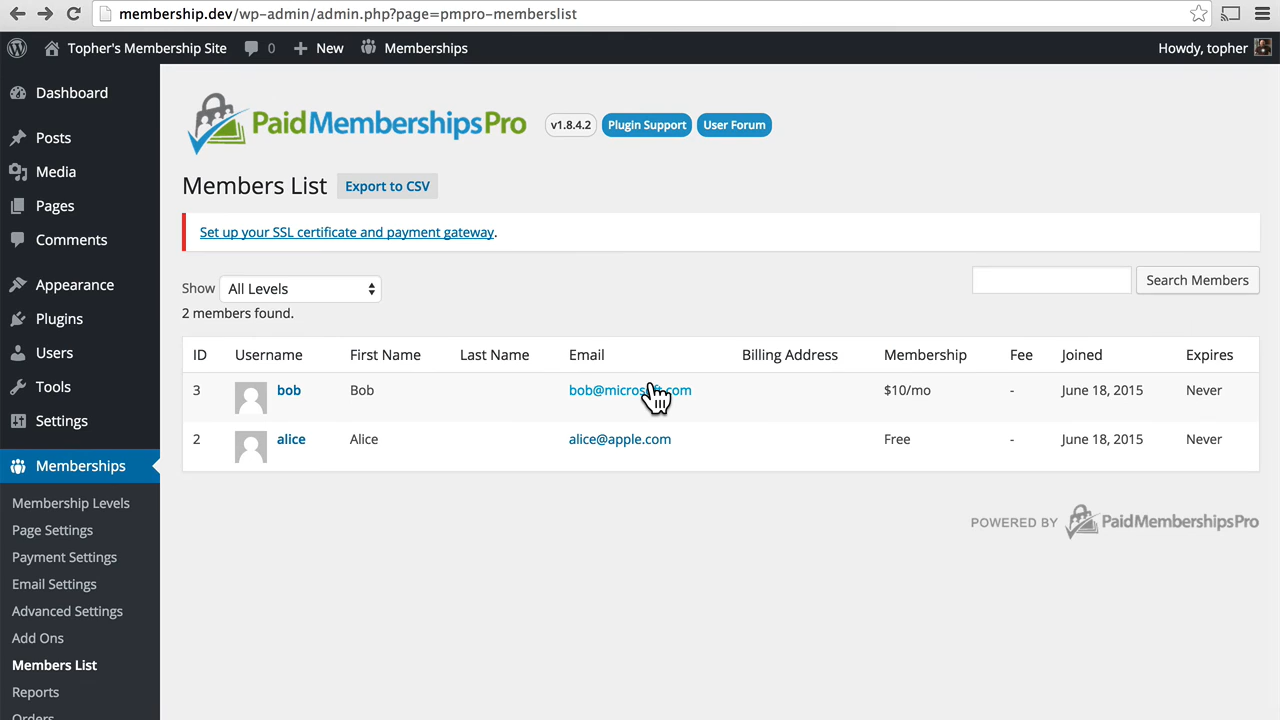 membership.dev/wp-admin/admin.php?page=pmpro-memberslist
Topher's Membership Site 0 New Memberships Howdy, topher
Dashboard
Posts
Media
Pages
Comments
Appearance
Plugins
Users
Tools
Settings
Memberships
Membership Levels
Page Settings
Payment Settings
Email Settings
Advanced Settings
Add Ons
Members List
Reports
Orders
PaidMembershipsPro v1.8.4.2 Plugin Support User Forum
Members List Export to CSV
Set up your SSL certificate and payment gateway.
Show All Levels Search Members
2 members found.
ID Username First Name Last Name Email Billing Address Membership Fee Joined Expires
3 bob Bob bob@microsoft.com $10/mo - June 18, 2015 Never
2 alice Alice alice@apple.com Free - June 18, 2015 Never
POWERED BY PaidMembershipsPro